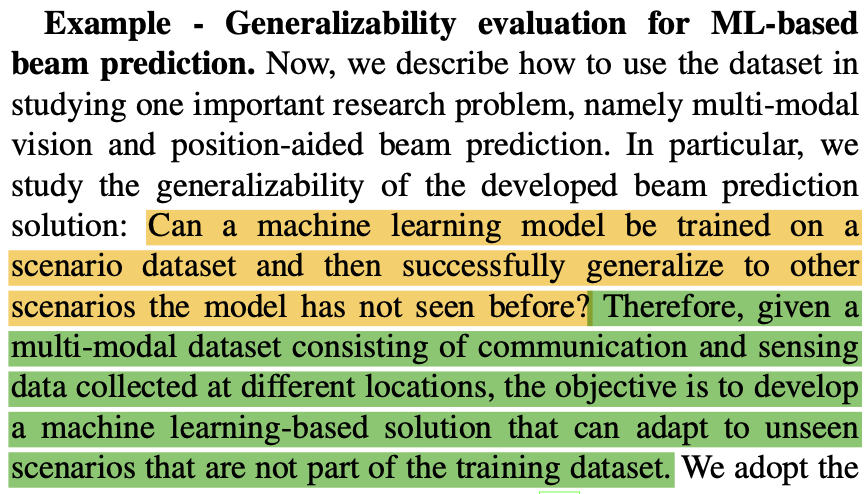 Example - Generalizability evaluation for ML-based
beam prediction. Now, we describe how to use the dataset in
studying one important research problem, namely multi-modal
vision and position-aided beam prediction. In particular, we
study the generalizability of the developed beam prediction
solution: Can a machine learning model be trained on a
scenario dataset and then successfully generalize to other
scenarios the model has not seen before? Therefore, given a
multi-modal dataset consisting of communication and sensing
data collected at different locations, the objective is to develop
a machine learning-based solution that can adapt to unseen
scenarios that are not part of the training dataset. We adopt the